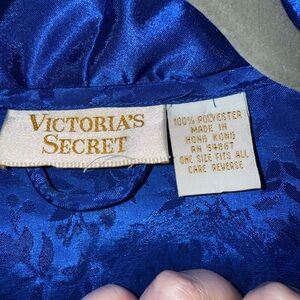 VICTORIA'S
SECRET
100% POLYESTER
MADE IN
HONG KONG
RN 54867
ONE SIZE FITS ALL
CARE REVERSE